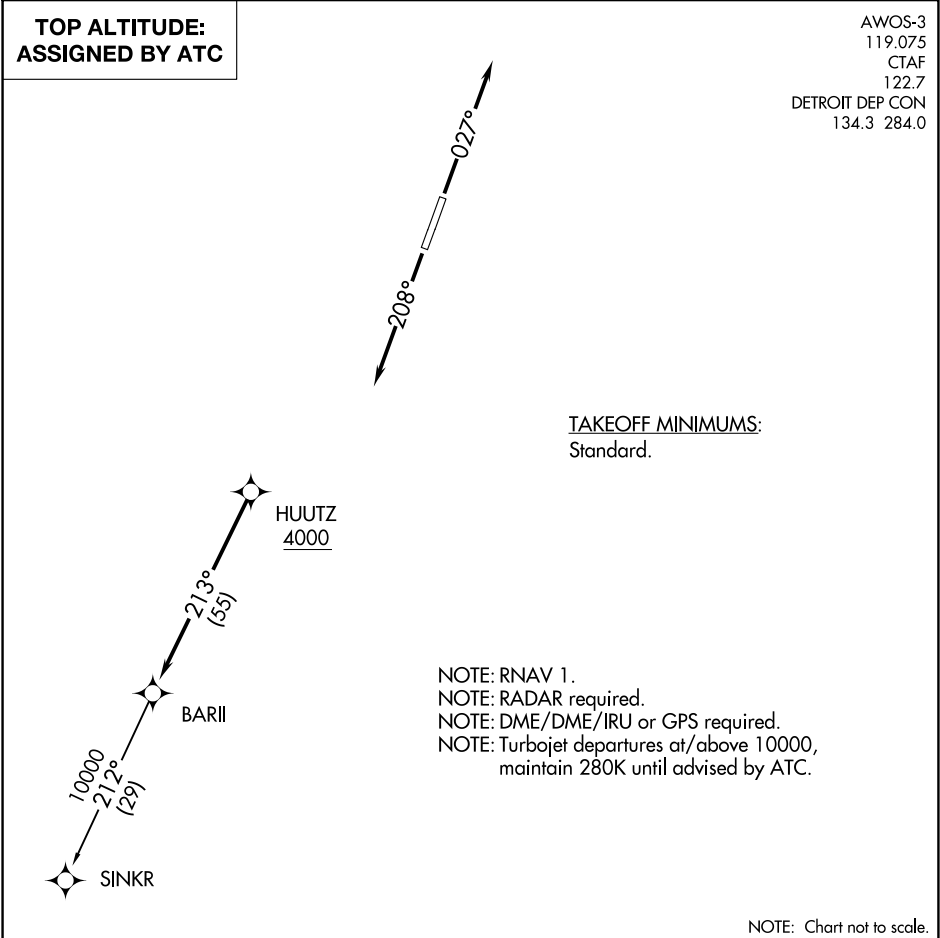 TOP ALTITUDE:
ASSIGNED BY ATC
AWOS-3
119.075
CTAF
122.7
DETROIT DEP CON
134.3 284.0
027°
208°
TAKEOFF MINIMUMS:
Standard.
HUUTZ
4000
213°
(55)
BARII
NOTE: RNAV 1.
NOTE: RADAR required.
NOTE: DME/DME/IRU or GPS required.
NOTE: Turbojet departures at/above 10000,
maintain 280K until advised by ATC.
10000
212°
(29)
SINKR
NOTE: Chart not to scale.